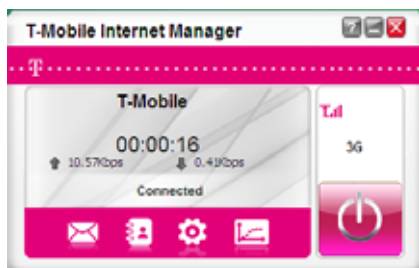 T-Mobile Internet Manager
?
T
T-Mobile
00:00:16
10.57Kbps 0.41Kbps
Connected
T
3G